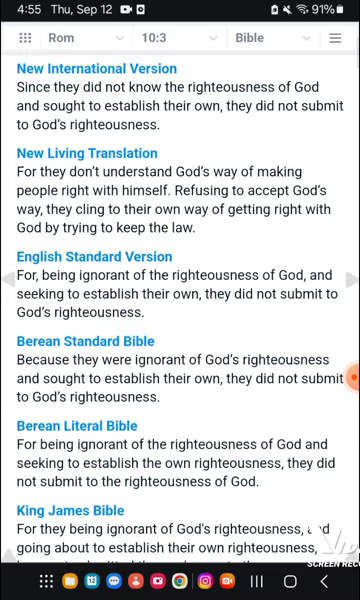 4:55 Thu, Sep 12 91%
Rom 10:3 Bible
New International Version
Since they did not know the righteousness of God
and sought to establish their own, they did not submit
to God's righteousness.
New Living Translation
For they don't understand God's way of making
people right with himself. Refusing to accept God's
way, they cling to their own way of getting right with
God by trying to keep the law.
English Standard Version
For, being ignorant of the righteousness of God, and
seeking to establish their own, they did not submit to
God's righteousness.
Berean Standard Bible
Because they were ignorant of God's righteousness
and sought to establish their own, they did not submit
to God's righteousness.
Berean Literal Bible
For being ignorant of the righteousness of God and
seeking to establish the own righteousness, they did
not submit to the righteousness of God.
King James Bible
For they being ignorant of God's righteousness, and
going about to establish their own righteousness,
SCREEN REC
12